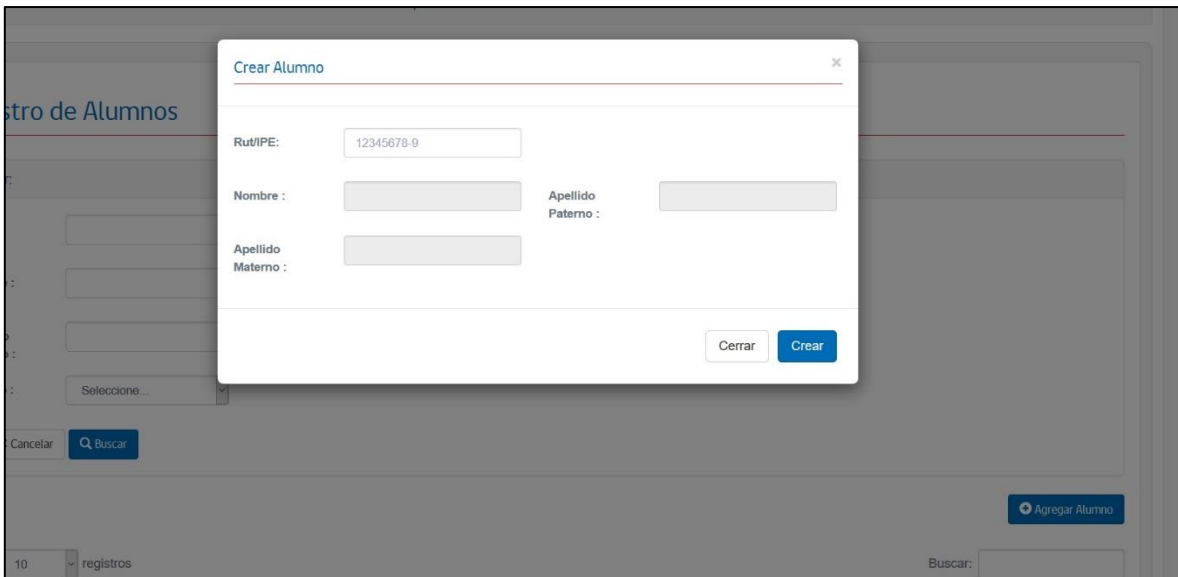 Crear Alumno
×
stro de Alumnos
Rut/IPE:
12345678-9
Nombre :
Apellido
Paterno :
Apellido
Materno :
Cerrar
Crear
Seleccione...
Cancelar
Buscar
Agregar Alumno
10
registros
Buscar: